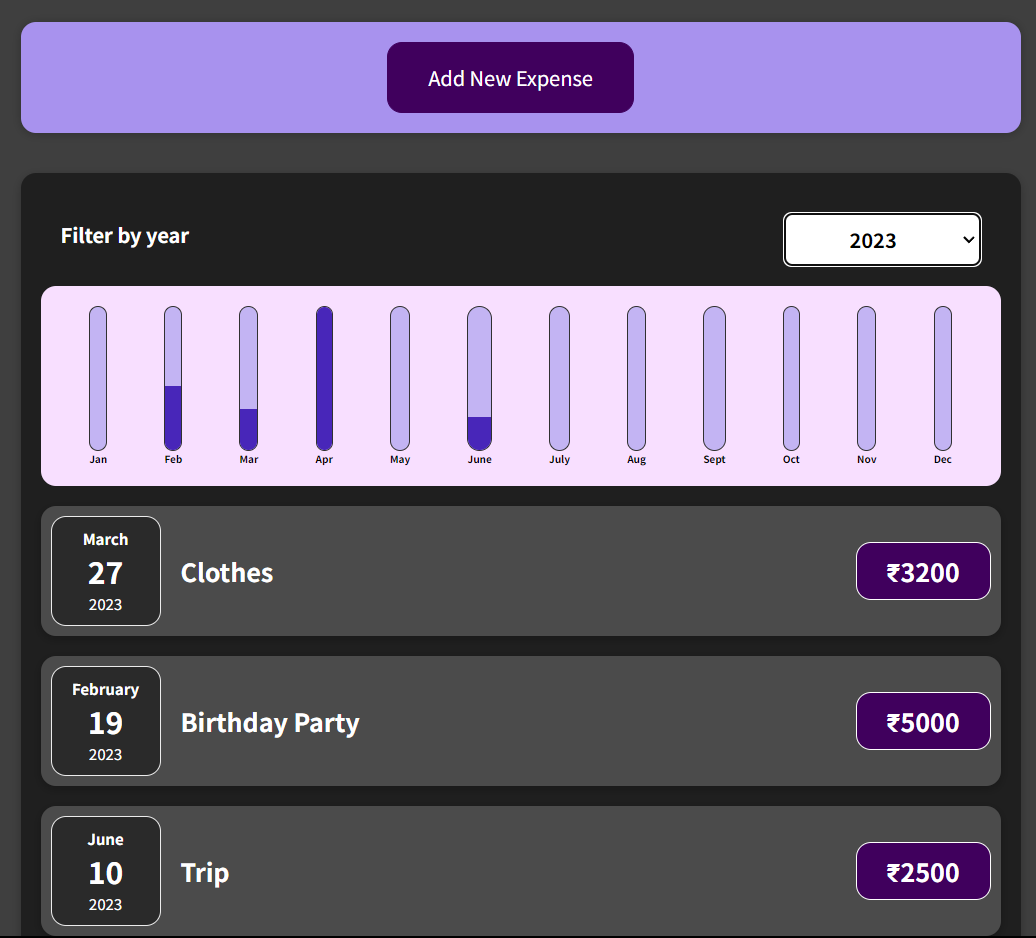 Add New Expense
Filter by year
2023
Jan Feb Mar Apr May June July Aug Sept Oct Nov Dec
March
27
2023
Clothes
₹3200
February
19
2023
Birthday Party
₹5000
June
10
2023
Trip
₹2500